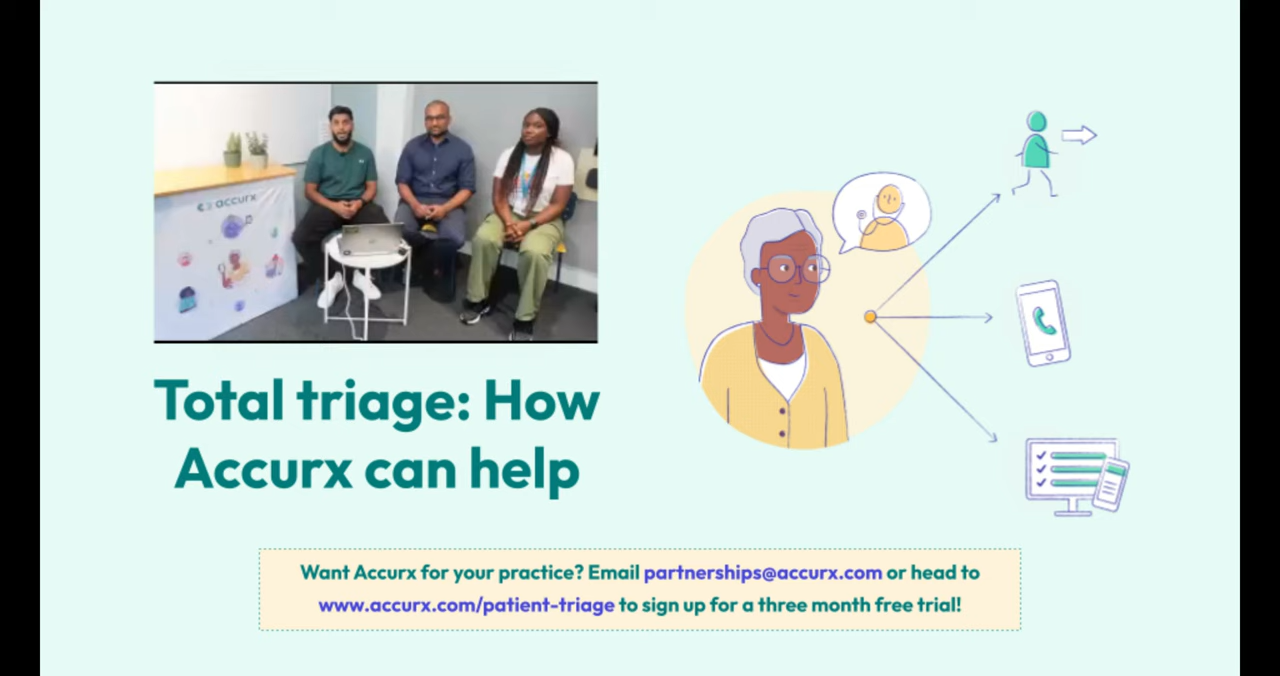 accurx
Total triage: How
Accurx can help
Want Accurx for your practice? Email partnerships@accurx.com or head to
www.accurx.com/patient-triage to sign up for a three month free trial!